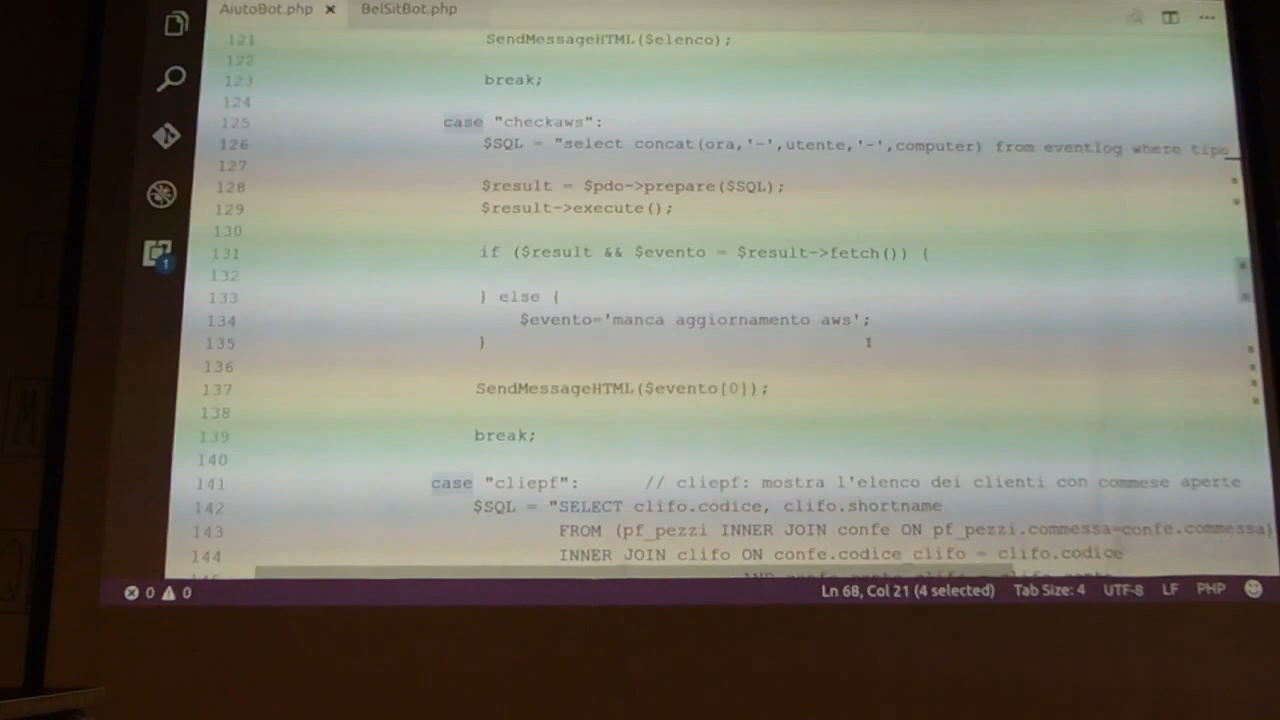 AiutoBot.php × BelSitBot.php ...
121 SendMessageHTML($elenco);
122
123 break;
124
125 case "checkaws":
126 $SQL = "select concat(ora,'-',utente,'-',computer) from eventlog where tipo
127
128 $result = $pdo->prepare($SQL);
129 $result->execute();
130
131 if ($result && $evento = $result->fetch()) {
132
133 } else {
134 $evento='manca aggiornamento aws';
135 }
136
137 SendMessageHTML($evento[0]);
138
139 break;
140
141 case "cliepf": // cliepf: mostra l'elenco dei clienti con commese aperte
142 $SQL = "SELECT clifo.codice, clifo.shortname
143 FROM (pf_pezzi INNER JOIN confe ON pf_pezzi.commessa=confe.commessa)
144 INNER JOIN clifo ON confe.codice_clifo = clifo.codice
1
0 0 Ln 68, Col 21 (4 selected) Tab Size: 4 UTF-8 LF PHP